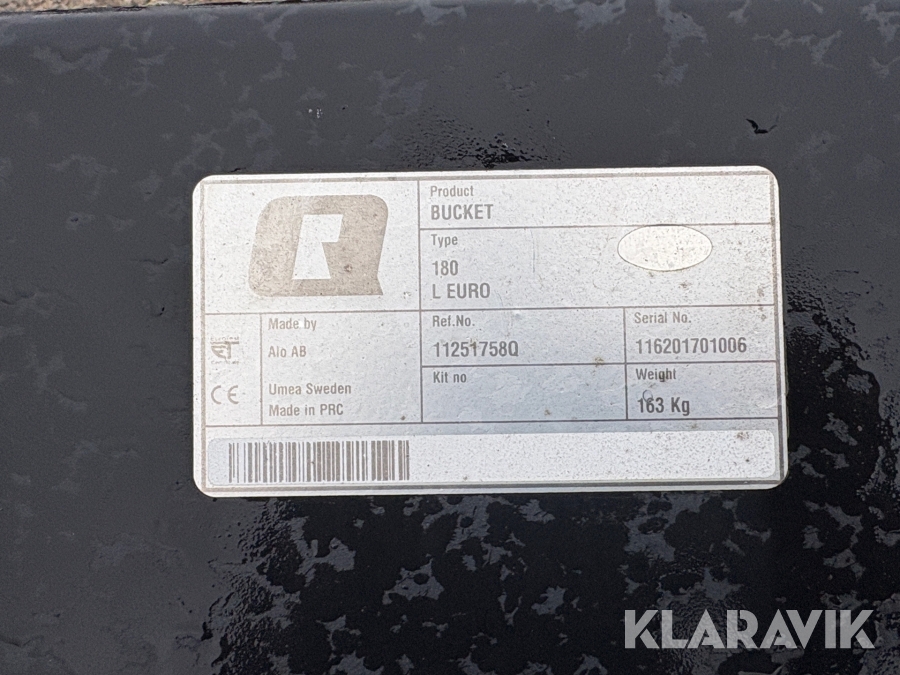 R
Product
BUCKET
Type
180
L EURO
Made by
Alo AB
Umea Sweden
Made in PRC
CE
Ref.No.
11251758Q
Serial No.
116201701006
Kit no
Weight
163 Kg
KLARAVIK